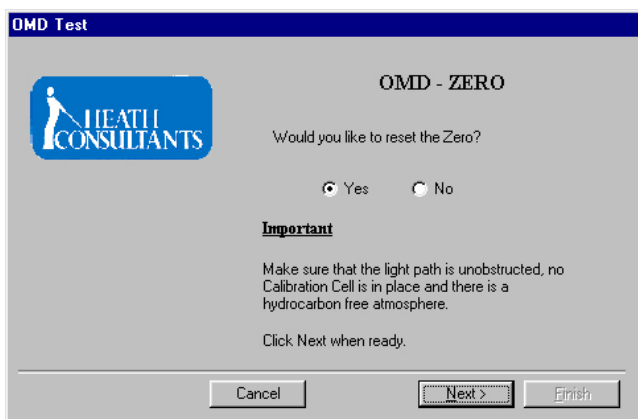 OMD Test
OMD - ZERO
HEATH
CONSULTANTS
Would you like to reset the Zero?
Yes
No
Important
Make sure that the light path is unobstructed, no
Calibration Cell is in place and there is a
hydrocarbon free atmosphere.
Click Next when ready.
Cancel
Next >
Finish